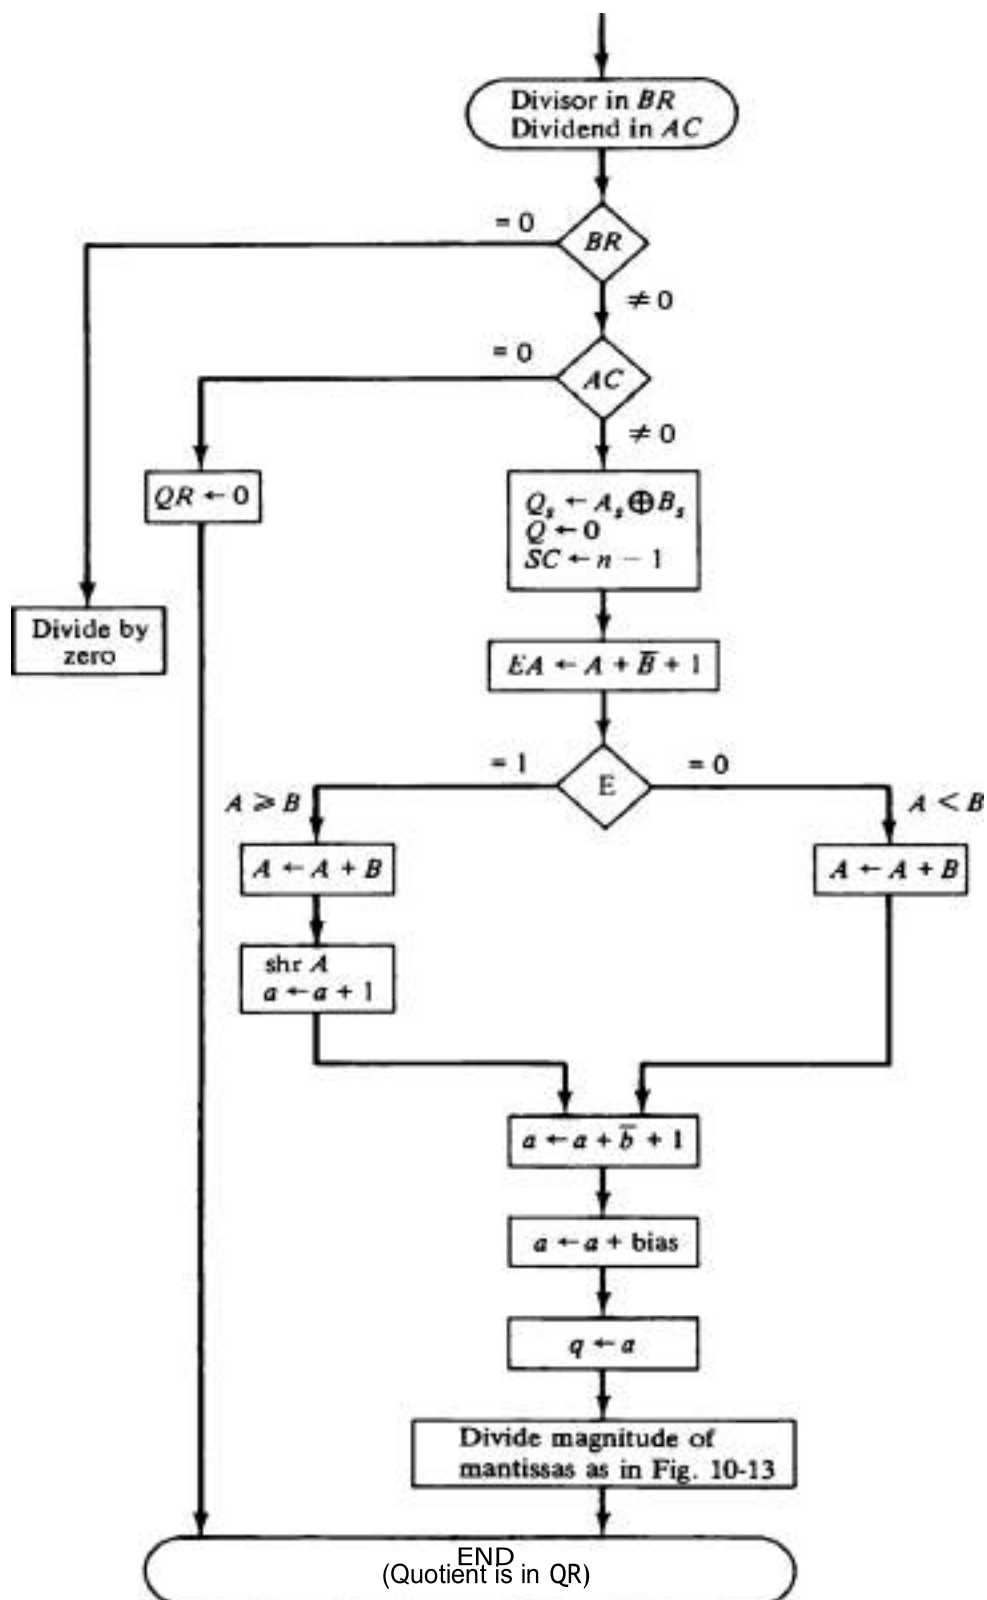 Divisor in BR
Dividend in AC
= 0
BR
≠ 0
= 0
AC
≠ 0
QR ← 0
Qₛ ← Aₛ ⊕ Bₛ
Q ← 0
SC ← n − 1
Divide by
zero
EA ← A + B̅ + 1
= 1
E
= 0
A ⩾ B
A < B
A ← A + B
A ← A + B
shr A
a ← a + 1
a ← a + b̅ + 1
a ← a + bias
q ← a
Divide magnitude of
mantissas as in Fig. 10-13
END
(Quotient is in QR)